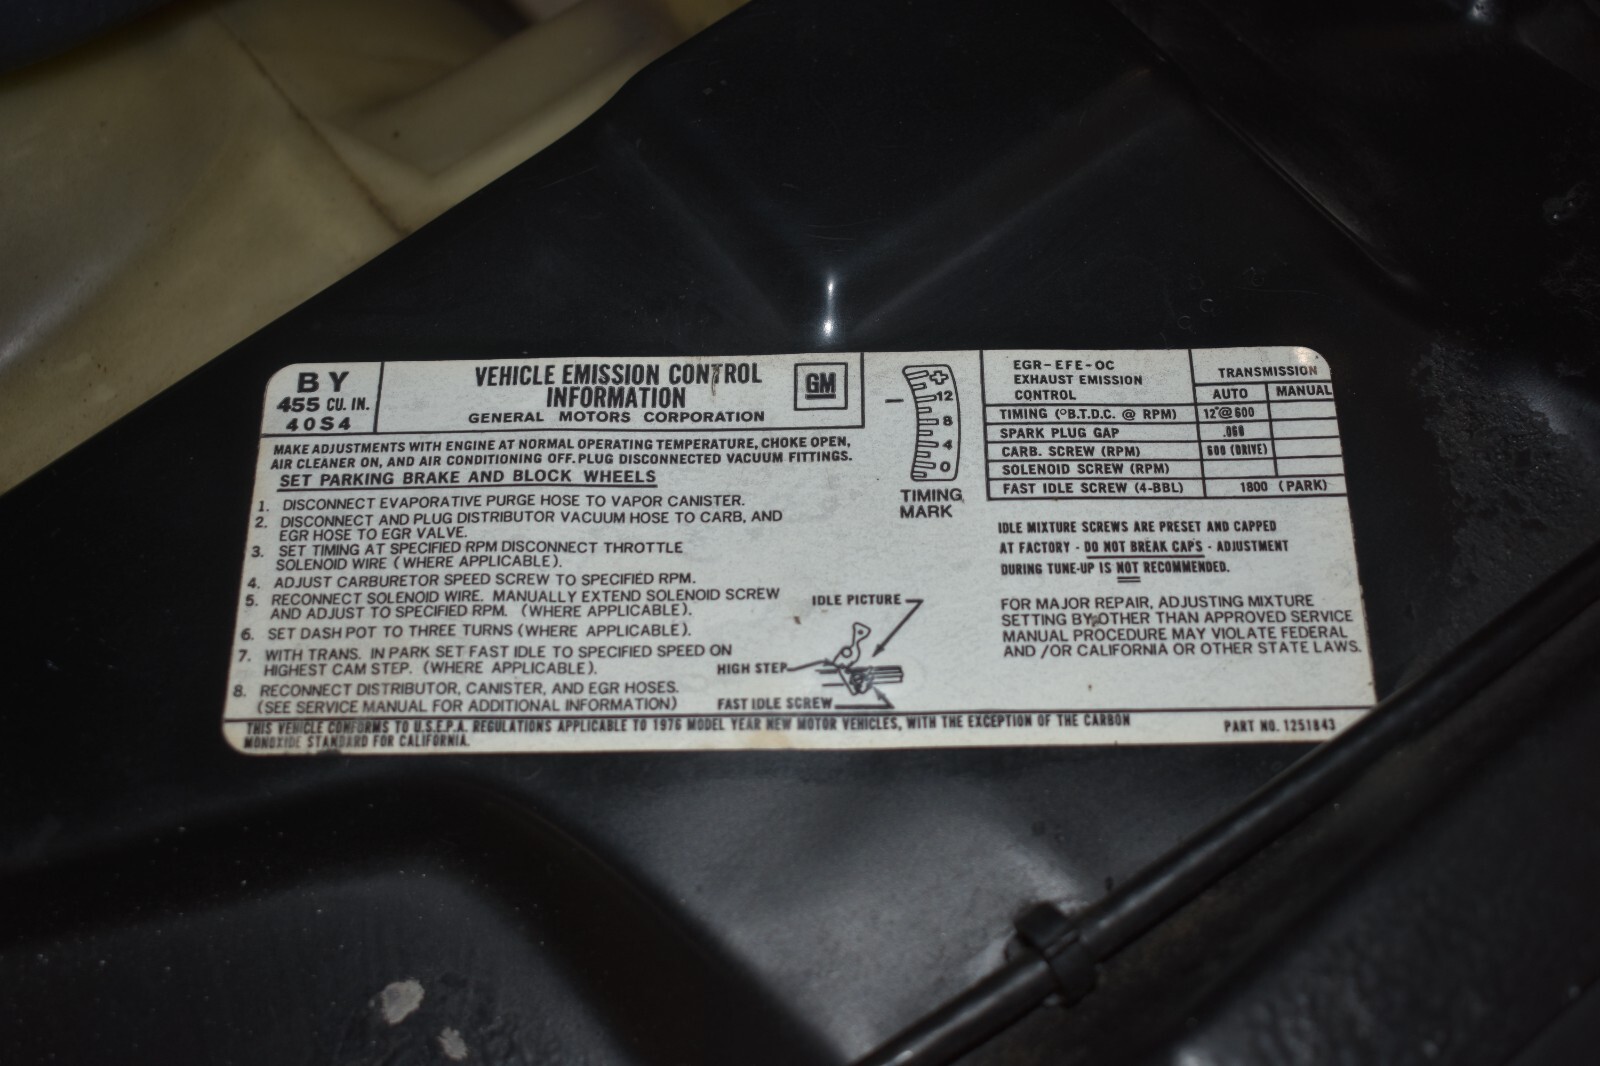 BY
455 CU. IN.
40S4
VEHICLE EMISSION CONTROL
INFORMATION
GENERAL MOTORS CORPORATION
GM
MAKE ADJUSTMENTS WITH ENGINE AT NORMAL OPERATING TEMPERATURE, CHOKE OPEN,
AIR CLEANER ON, AND AIR CONDITIONING OFF. PLUG DISCONNECTED VACUUM FITTINGS.
SET PARKING BRAKE AND BLOCK WHEELS
1. DISCONNECT EVAPORATIVE PURGE HOSE TO VAPOR CANISTER.
2. DISCONNECT AND PLUG DISTRIBUTOR VACUUM HOSE TO CARB, AND
EGR HOSE TO EGR VALVE.
3. SET TIMING AT SPECIFIED RPM DISCONNECT THROTTLE
SOLENOID WIRE (WHERE APPLICABLE).
4. ADJUST CARBURETOR SPEED SCREW TO SPECIFIED RPM.
5. RECONNECT SOLENOID WIRE. MANUALLY EXTEND SOLENOID SCREW
AND ADJUST TO SPECIFIED RPM. (WHERE APPLICABLE).
6. SET DASH POT TO THREE TURNS (WHERE APPLICABLE).
7. WITH TRANS. IN PARK SET FAST IDLE TO SPECIFIED SPEED ON
HIGHEST CAM STEP. (WHERE APPLICABLE).
8. RECONNECT DISTRIBUTOR, CANISTER, AND EGR HOSES.
(SEE SERVICE MANUAL FOR ADDITIONAL INFORMATION)
IDLE PICTURE
HIGH STEP
FAST IDLE SCREW
+
12
8
4
0
TIMING
MARK
EGR-EFE-OC
EXHAUST EMISSION
CONTROL
TRANSMISSION
AUTO MANUAL
TIMING (°B.T.D.C. @ RPM) 12°@600
SPARK PLUG GAP .060
CARB. SCREW (RPM) 600 (DRIVE)
SOLENOID SCREW (RPM)
FAST IDLE SCREW (4-BBL) 1800 (PARK)
IDLE MIXTURE SCREWS ARE PRESET AND CAPPED
AT FACTORY - DO NOT BREAK CAPS - ADJUSTMENT
DURING TUNE-UP IS NOT RECOMMENDED.
FOR MAJOR REPAIR, ADJUSTING MIXTURE
SETTING BY OTHER THAN APPROVED SERVICE
MANUAL PROCEDURE MAY VIOLATE FEDERAL
AND /OR CALIFORNIA OR OTHER STATE LAWS.
THIS VEHICLE CONFORMS TO U.S.E.P.A. REGULATIONS APPLICABLE TO 1976 MODEL YEAR NEW MOTOR VEHICLES, WITH THE EXCEPTION OF THE CARBON
MONOXIDE STANDARD FOR CALIFORNIA.
PART NO. 1251843